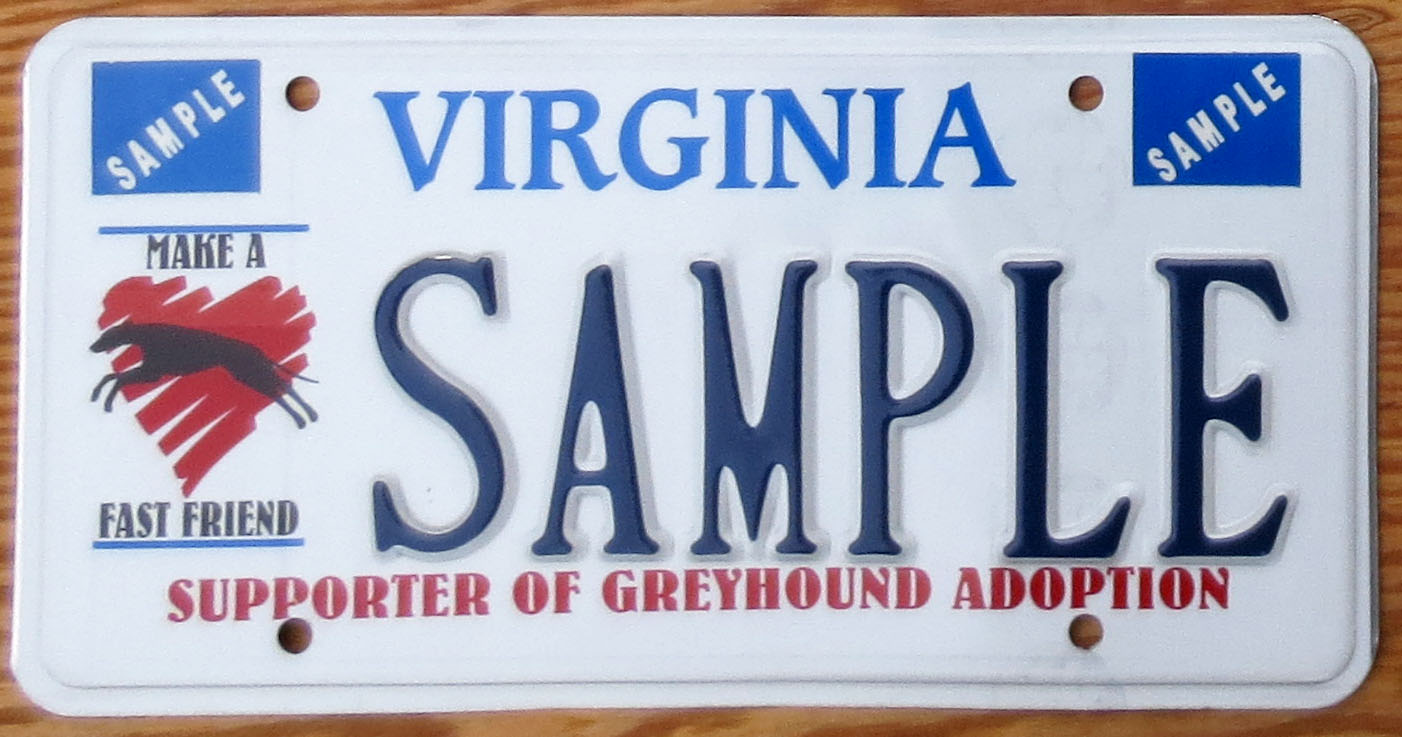 SAMPLE
VIRGINIA
SAMPLE
MAKE A
FAST FRIEND
SAMPLE
SUPPORTER OF GREYHOUND ADOPTION